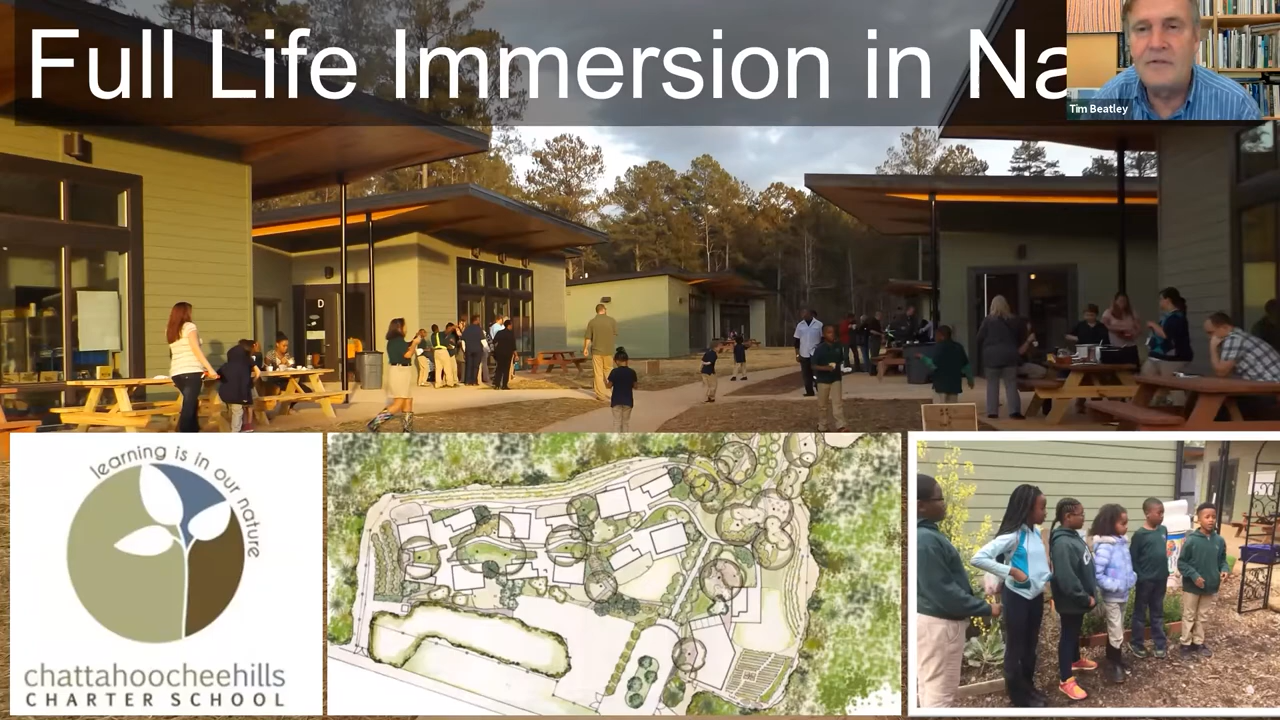 Full Life Immersion in Na
Tim Beatley
D
learning is in our nature
chattahoocheehills
CHARTER SCHOOL